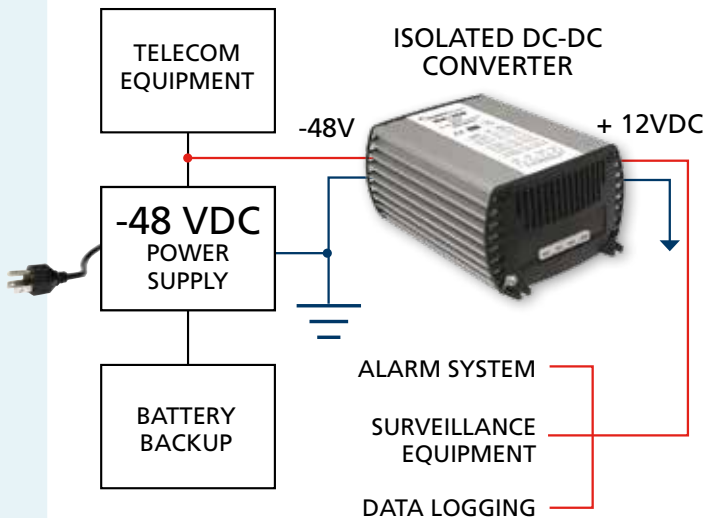 TELECOM
EQUIPMENT
ISOLATED DC-DC
CONVERTER
-48V
+ 12VDC
-48 VDC
POWER
SUPPLY
BATTERY
BACKUP
ALARM SYSTEM
SURVEILLANCE
EQUIPMENT
DATA LOGGING